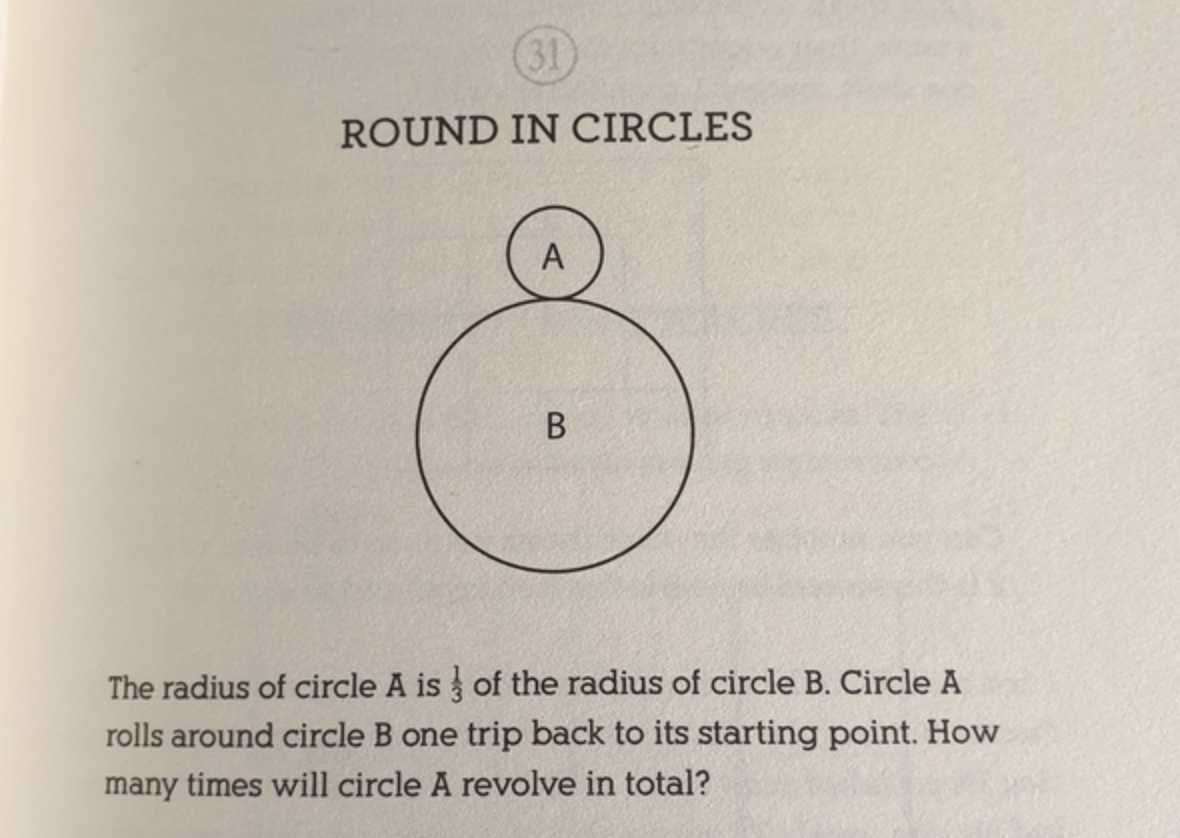 31
ROUND IN CIRCLES
A
B
The radius of circle A is 1/3 of the radius of circle B. Circle A
rolls around circle B one trip back to its starting point. How
many times will circle A revolve in total?